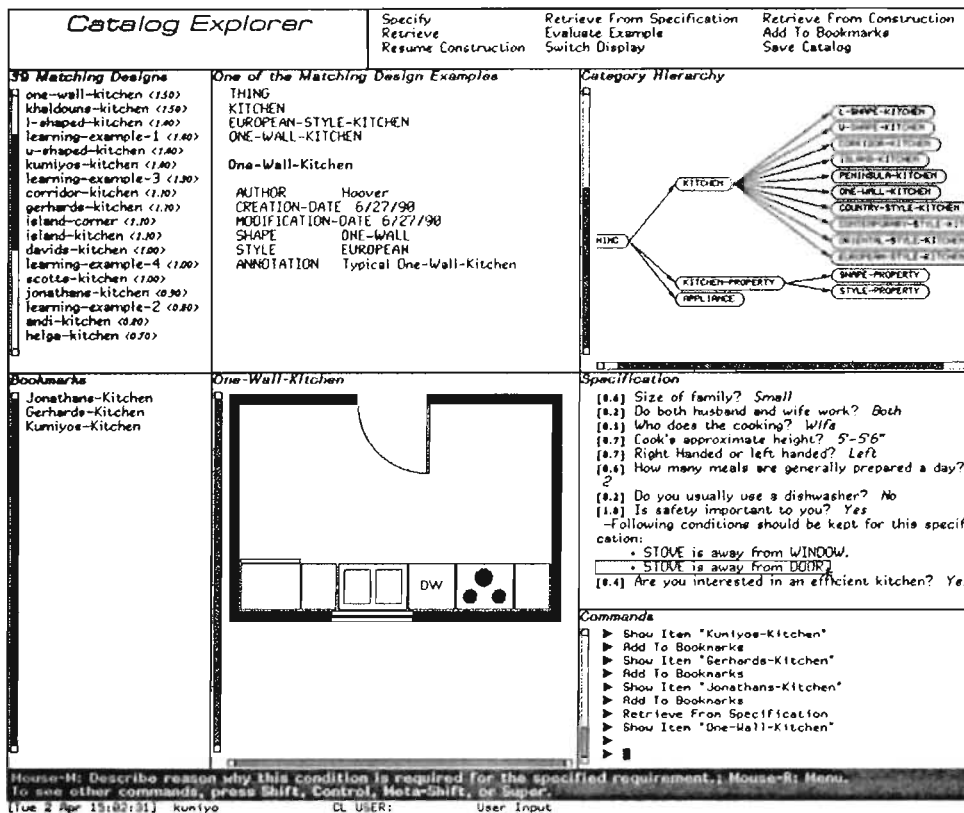 Catalog Explorer
Specify Retrieve From Specification Retrieve From Construction
Retrieve Evaluate Example Add To Bookmarks
Resume Construction Switch Display Save Catalog
39 Matching Designs
one-wall-kitchen <1.50>
khaldouns-kitchen <1.50>
l-shaped-kitchen <1.40>
learning-example-1 <1.40>
u-shaped-kitchen <1.40>
kumiyos-kitchen <1.40>
learning-example-3 <1.30>
corridor-kitchen <1.10>
gerhards-kitchen <1.10>
island-corner <1.10>
island-kitchen <1.10>
davids-kitchen <1.00>
learning-example-4 <1.00>
scotts-kitchen <1.00>
jonathans-kitchen <0.90>
learning-example-2 <0.80>
andi-kitchen <0.80>
helga-kitchen <0.70>
One of the Matching Design Examples
THING
KITCHEN
EUROPEAN-STYLE-KITCHEN
ONE-WALL-KITCHEN
One-Wall-Kitchen
AUTHOR Hoover
CREATION-DATE 6/27/90
MODIFICATION-DATE 6/27/90
SHAPE ONE-WALL
STYLE EUROPEAN
ANNOTATION Typical One-Wall-Kitchen
Category Hierarchy
L-SHAPE-KITCHEN
U-SHAPE-KITCHEN
CORRIDOR-KITCHEN
ISLAND-KITCHEN
PENINSULA-KITCHEN
KITCHEN
ONE-WALL-KITCHEN
COUNTRY-STYLE-KITCHEN
CONTEMPORARY-STYLE-KIT
HING
ORIENTAL-STYLE-KITCHEN
EUROPEAN-STYLE-KITCHEN
SHAPE-PROPERTY
KITCHEN-PROPERTY
STYLE-PROPERTY
APPLIANCE
Bookmarks
Jonathans-Kitchen
Gerhards-Kitchen
Kumiyos-Kitchen
One-Wall-Kitchen
DW
Specification
[0.6] Size of family? Small
[0.2] Do both husband and wife work? Both
[0.5] Who does the cooking? Wife
[0.7] Cook's approximate height? 5'-5'6"
[0.7] Right Handed or left handed? Left
[0.6] How many meals are generally prepared a day?
2
[0.2] Do you usually use a dishwasher? No
[1.0] Is safety important to you? Yes
-Following conditions should be kept for this specifi
cation:
• STOVE is away from WINDOW.
• STOVE is away from DOOR.
[0.4] Are you interested in an efficient kitchen? Ye
Commands
Show Item "Kumiyos-Kitchen"
Add To Bookmarks
Show Item "Gerhards-Kitchen"
Add To Bookmarks
Show Item "Jonathans-Kitchen"
Add To Bookmarks
Retrieve From Specification
Show Item "One-Wall-Kitchen"
Mouse-M: Describe reason why this condition is required for the specified requirement.; Mouse-R: Menu.
To see other commands, press Shift, Control, Meta-Shift, or Super.
[Tue 2 Apr 15:02:31] kumiyo CL USER: User Input